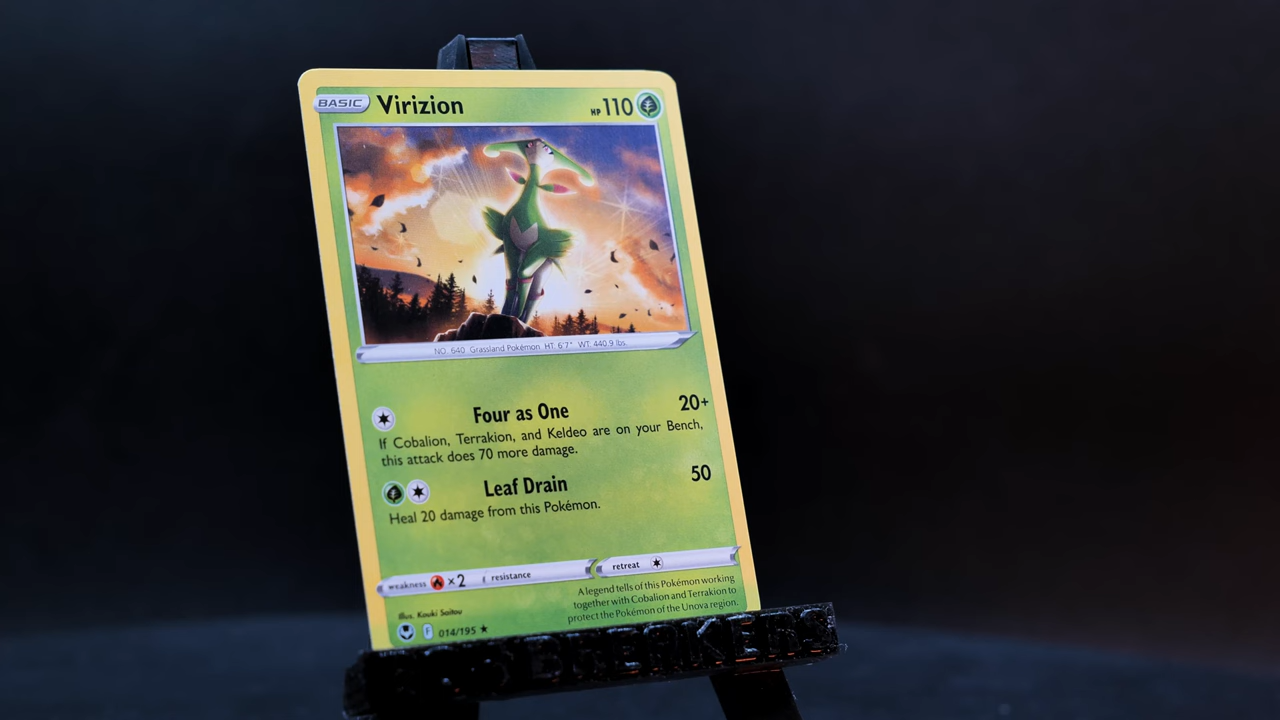 BASIC Virizion HP 110
NO. 640 Grassland Pokémon HT: 6'7" WT: 440.9 lbs.
Four as One 20+
If Cobalion, Terrakion, and Keldeo are on your Bench,
this attack does 70 more damage.
Leaf Drain 50
Heal 20 damage from this Pokémon.
weakness ×2 resistance retreat
A legend tells of this Pokémon working
together with Cobalion and Terrakion to
protect the Pokémon of the Unova region.
Illus. Kouki Saitou
F 014/195 ★